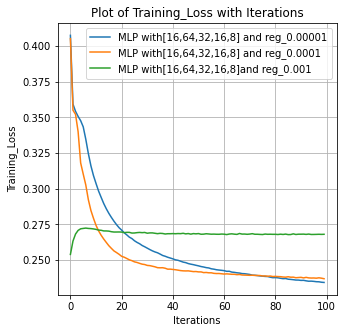 Plot of Training_Loss with Iterations
MLP with[16,64,32,16,8] and reg_0.00001
MLP with[16,64,32,16,8] and reg_0.0001
MLP with[16,64,32,16,8]and reg_0.001
0.400
0.375
0.350
0.325
0.300
0.275
0.250
Training_Loss
0 20 40 60 80 100
Iterations